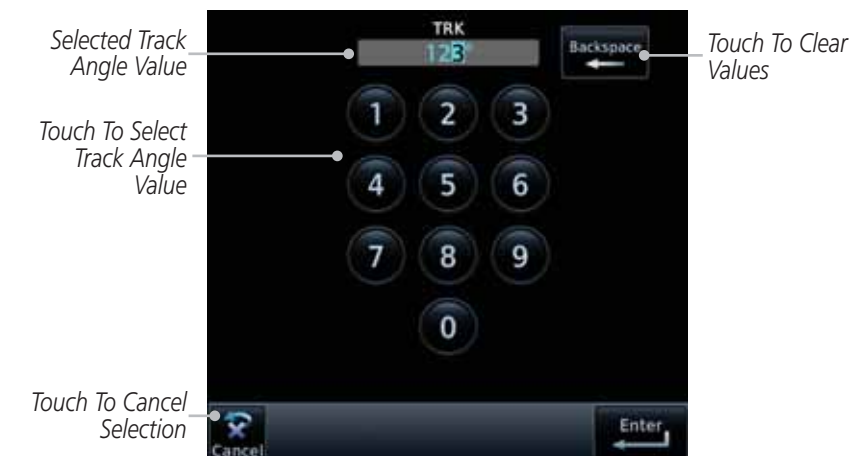 Selected Track
Angle Value
TRK
123°
Backspace
Touch To Clear
Values
Touch To Select
Track Angle
Value
1 2 3
4 5 6
7 8 9
0
Touch To Cancel
Selection
Cancel
Enter